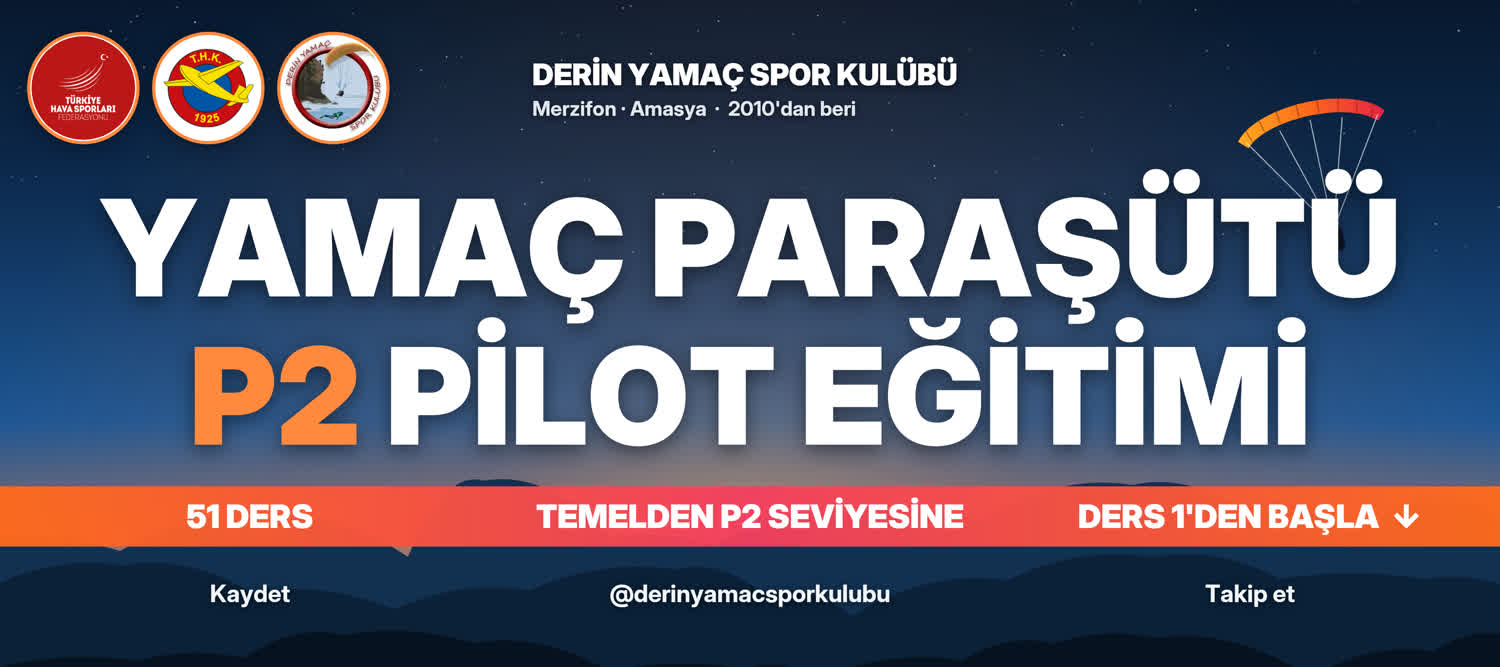 TÜRKİYE
HAVA SPORLARI
FEDERASYONU
T.H.K.
1925
DERİN YAMAÇ
SPOR KULUBU
DERİN YAMAÇ SPOR KULÜBÜ
Merzifon · Amasya · 2010'dan beri
YAMAÇ PARAŞÜTÜ
P2 PİLOT EĞİTİMİ
51 DERS
TEMELDEN P2 SEVİYESİNE
DERS 1'DEN BAŞLA ↓
Kaydet
@derinyamacsporkulubu
Takip et